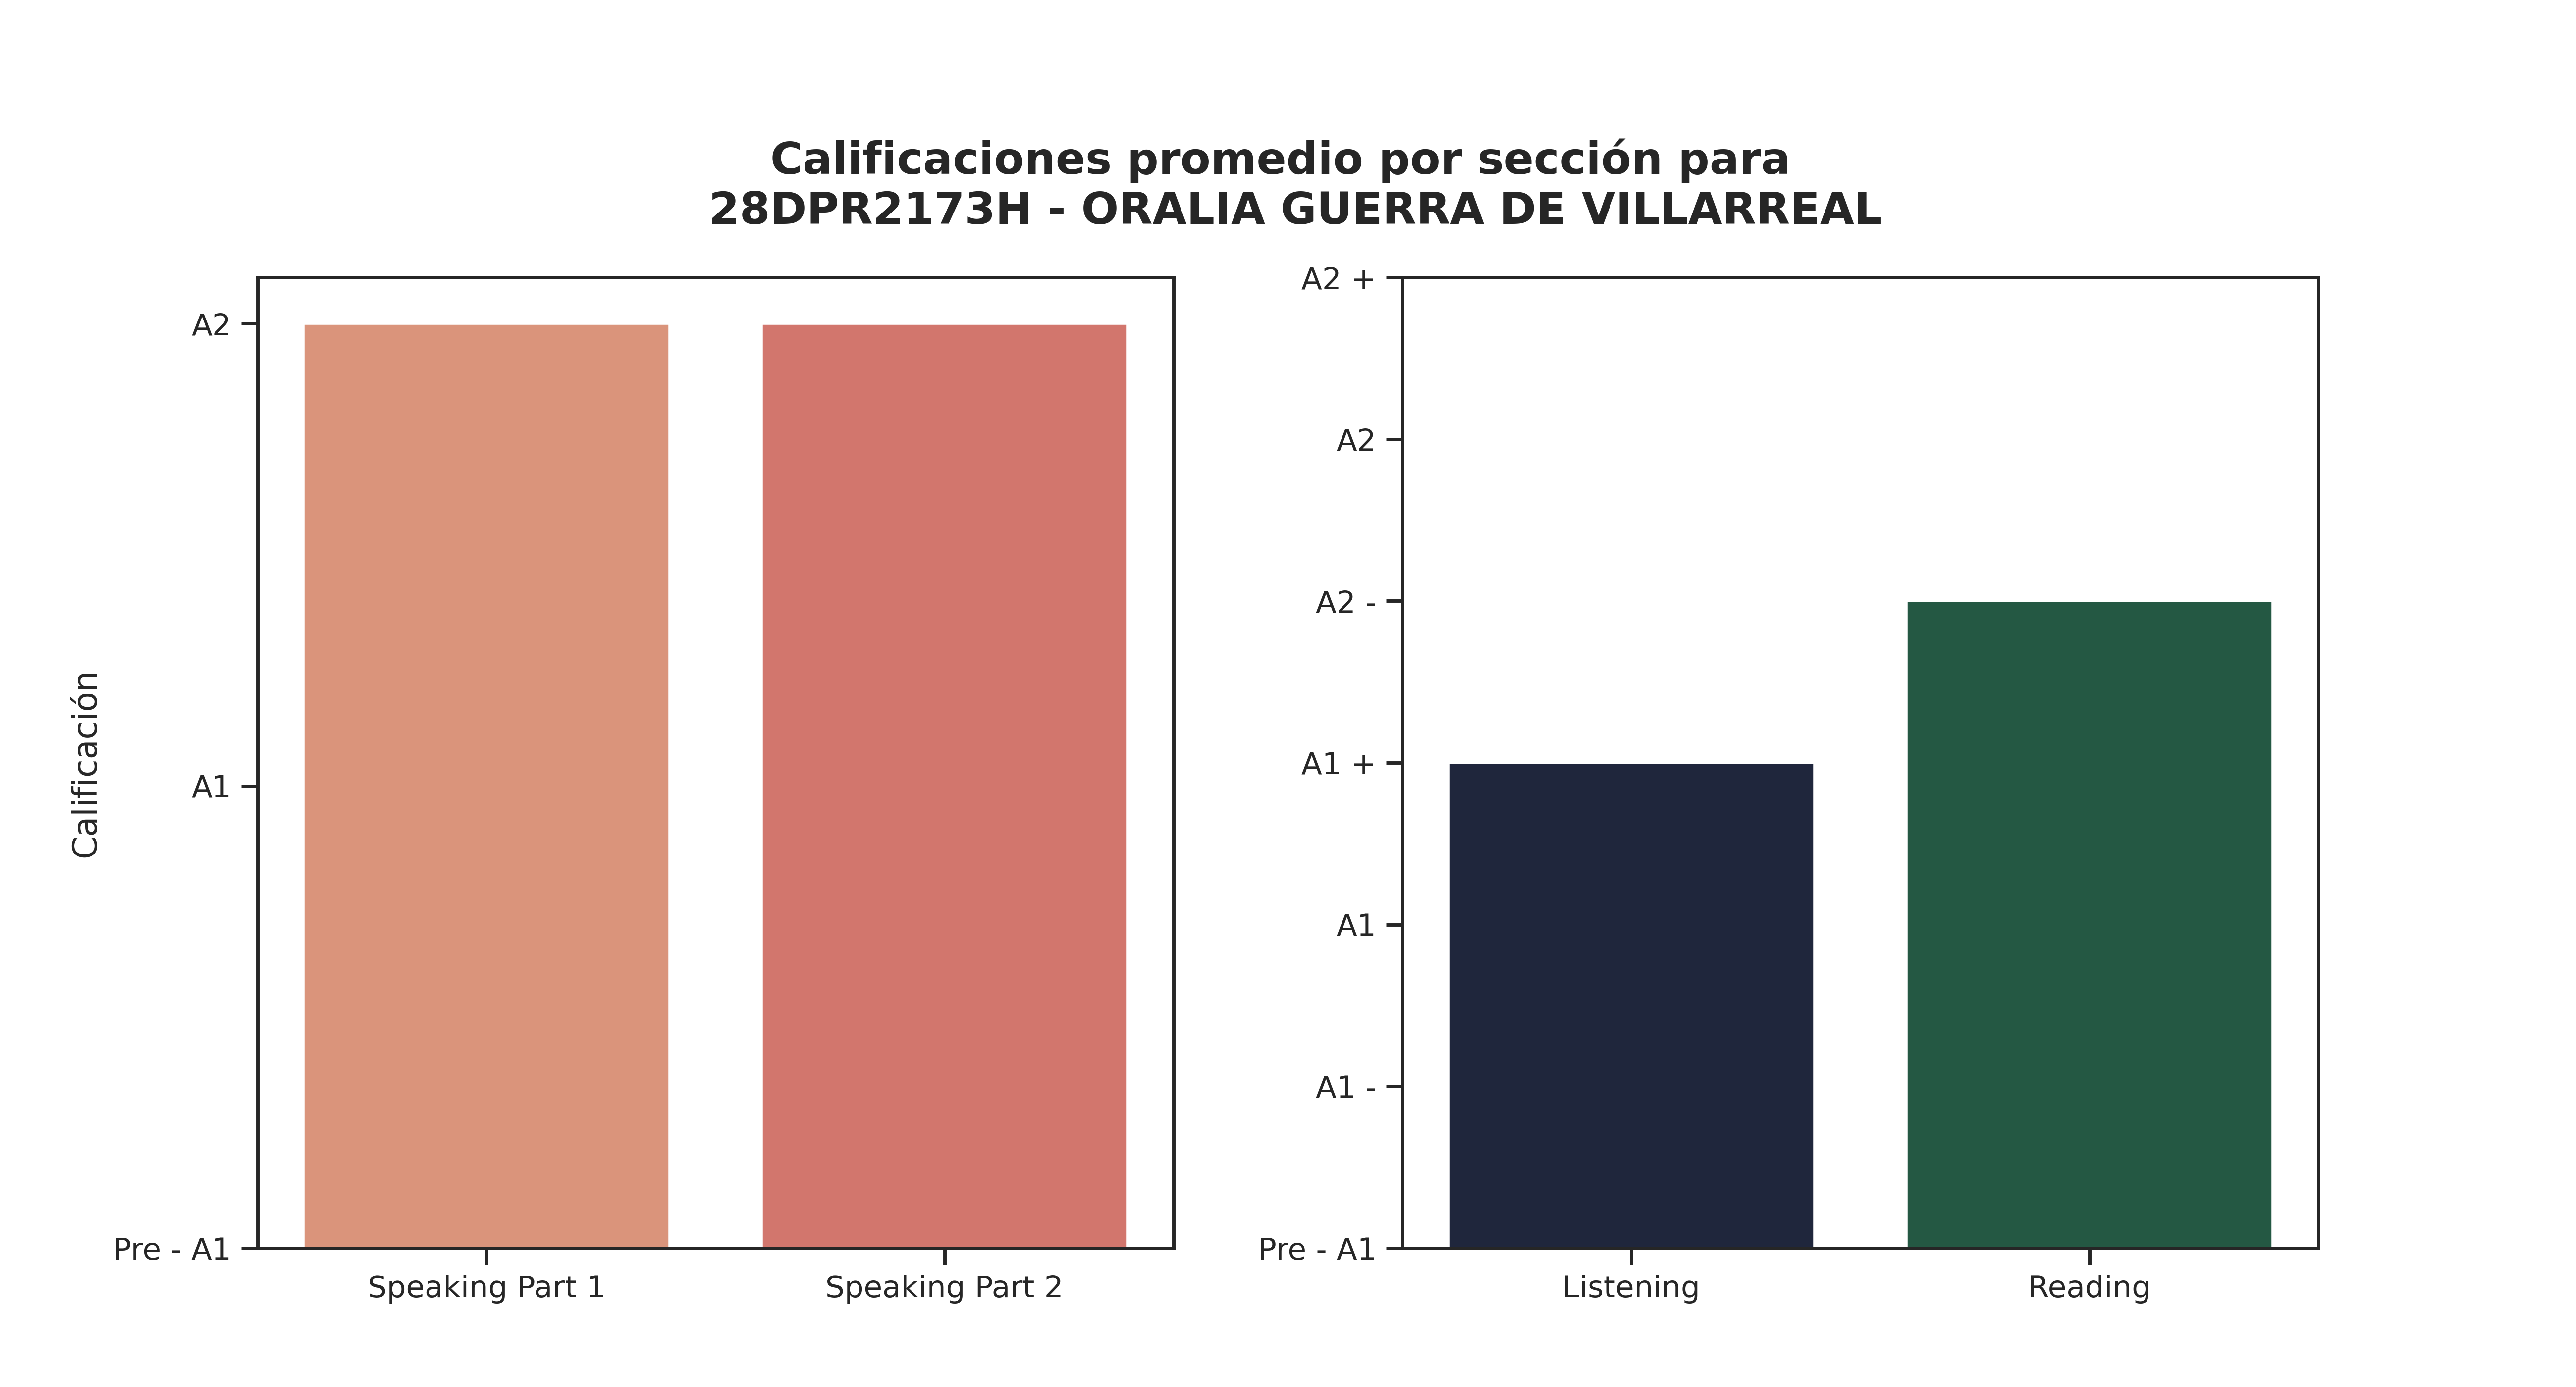 Calificaciones promedio por sección para
28DPR2173H - ORALIA GUERRA DE VILLARREAL
Calificación
A2
A1
Pre - A1
Speaking Part 1
Speaking Part 2
A2 +
A2
A2 -
A1 +
A1
A1 -
Pre - A1
Listening
Reading